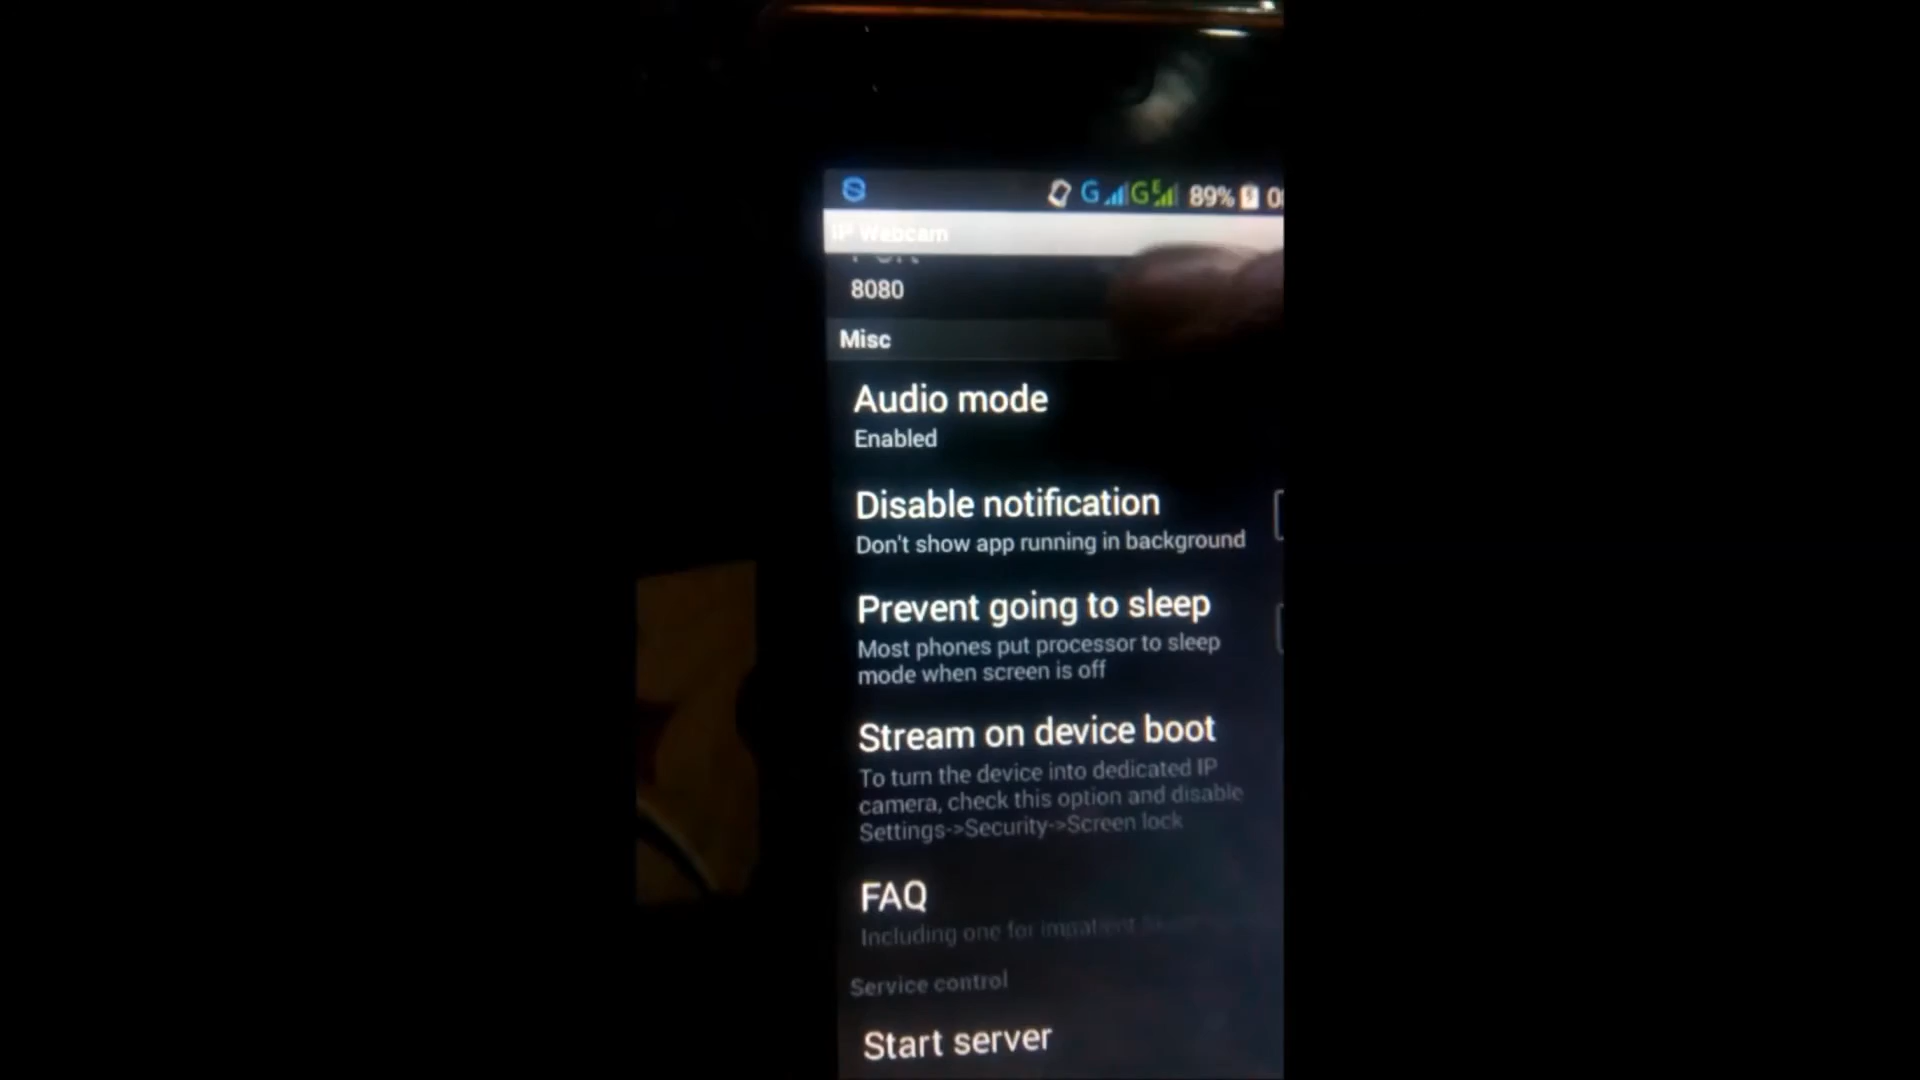 G G E 89% 0
IP Webcam
Port
8080
Misc
Audio mode
Enabled
Disable notification
Don't show app running in background
Prevent going to sleep
Most phones put processor to sleep
mode when screen is off
Stream on device boot
To turn the device into dedicated IP
camera, check this option and disable
Settings->Security->Screen lock
FAQ
Including one for impatient
Service control
Start server